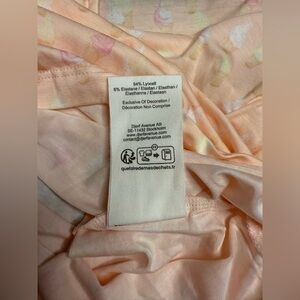 94% Lyocell
6% Elastane / Elastan / Elasthan /
Elasthanne / Elastaan
Exclusive Of Decoration /
Décoration Non Comprise
Djerf Avenue AB
SE-11432 Stockholm
www.djerfavenue.com
contact@djerfavenue.com
quefairedemesdechets.fr